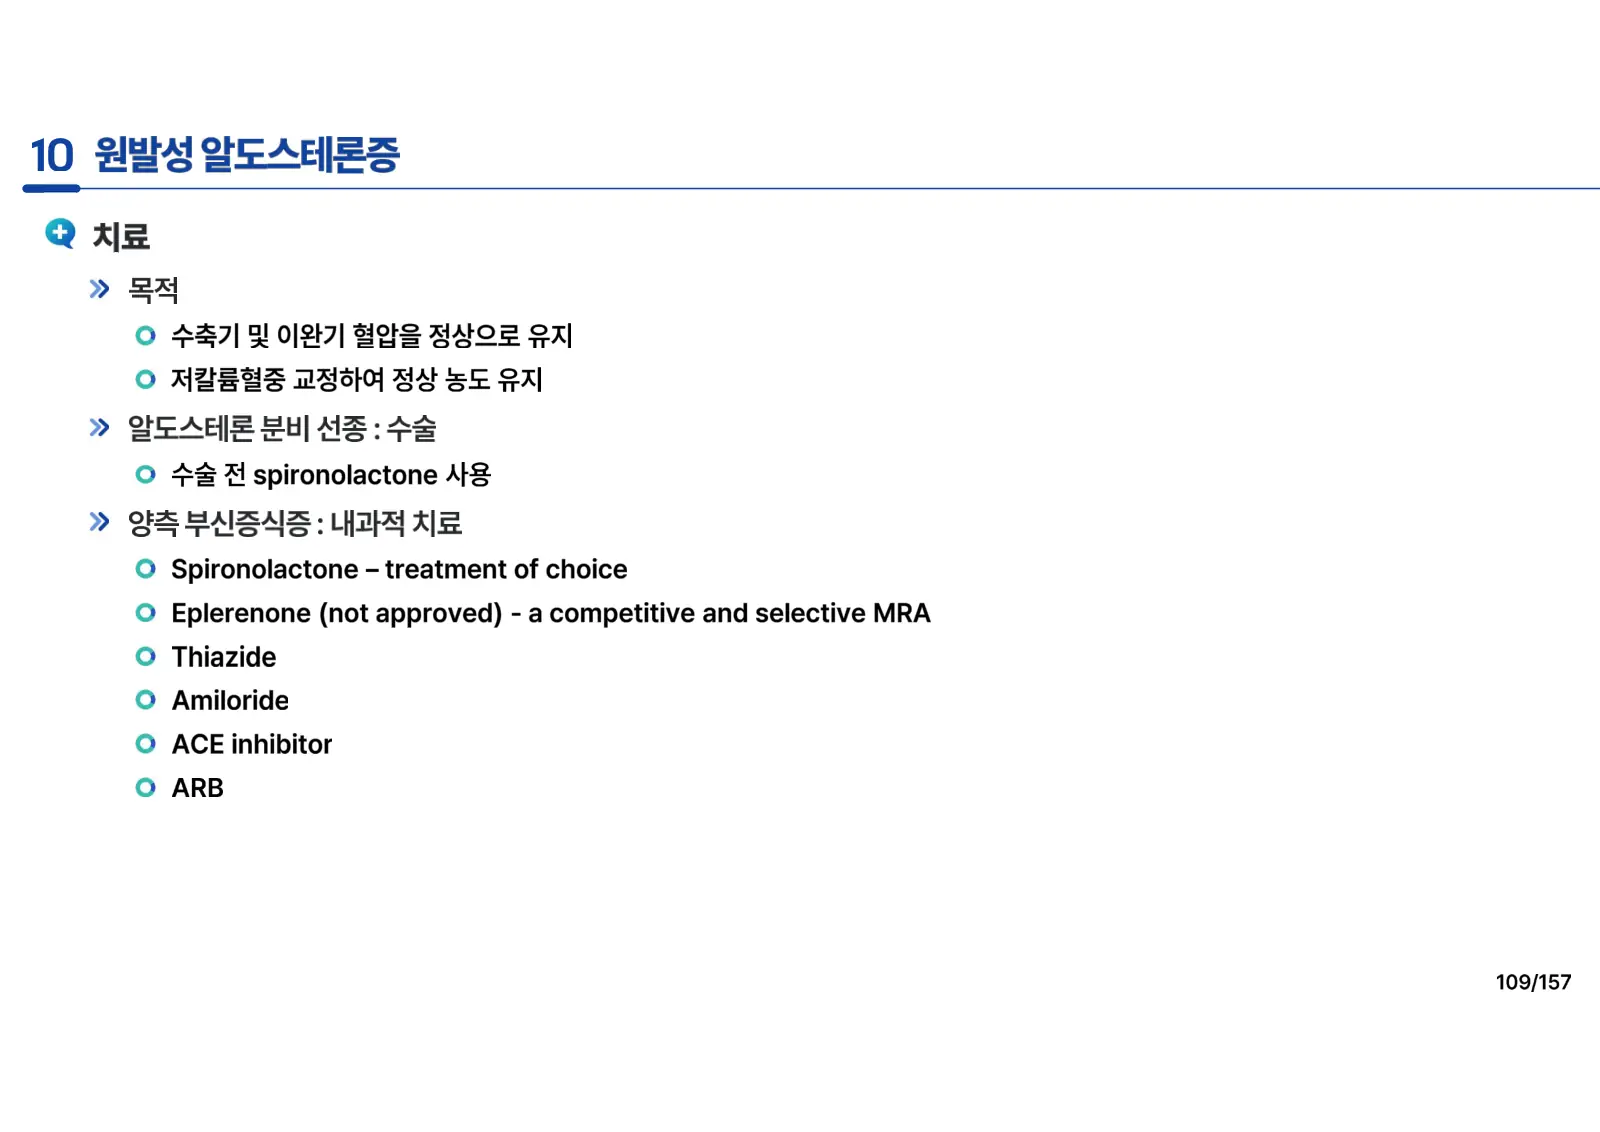 10 원발성 알도스테론증
치료
목적
수축기 및 이완기 혈압을 정상으로 유지
저칼륨혈중 교정하여 정상 농도 유지
알도스테론 분비 선종 : 수술
수술 전 spironolactone 사용
양측 부신증식증 : 내과적 치료
Spironolactone – treatment of choice
Eplerenone (not approved) - a competitive and selective MRA
Thiazide
Amiloride
ACE inhibitor
ARB
109/157